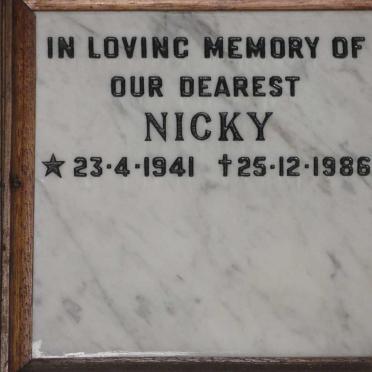 IN LOVING MEMORY OF
OUR DEAREST
NICKY
★ 23·4·1941 ✝25·12·1986